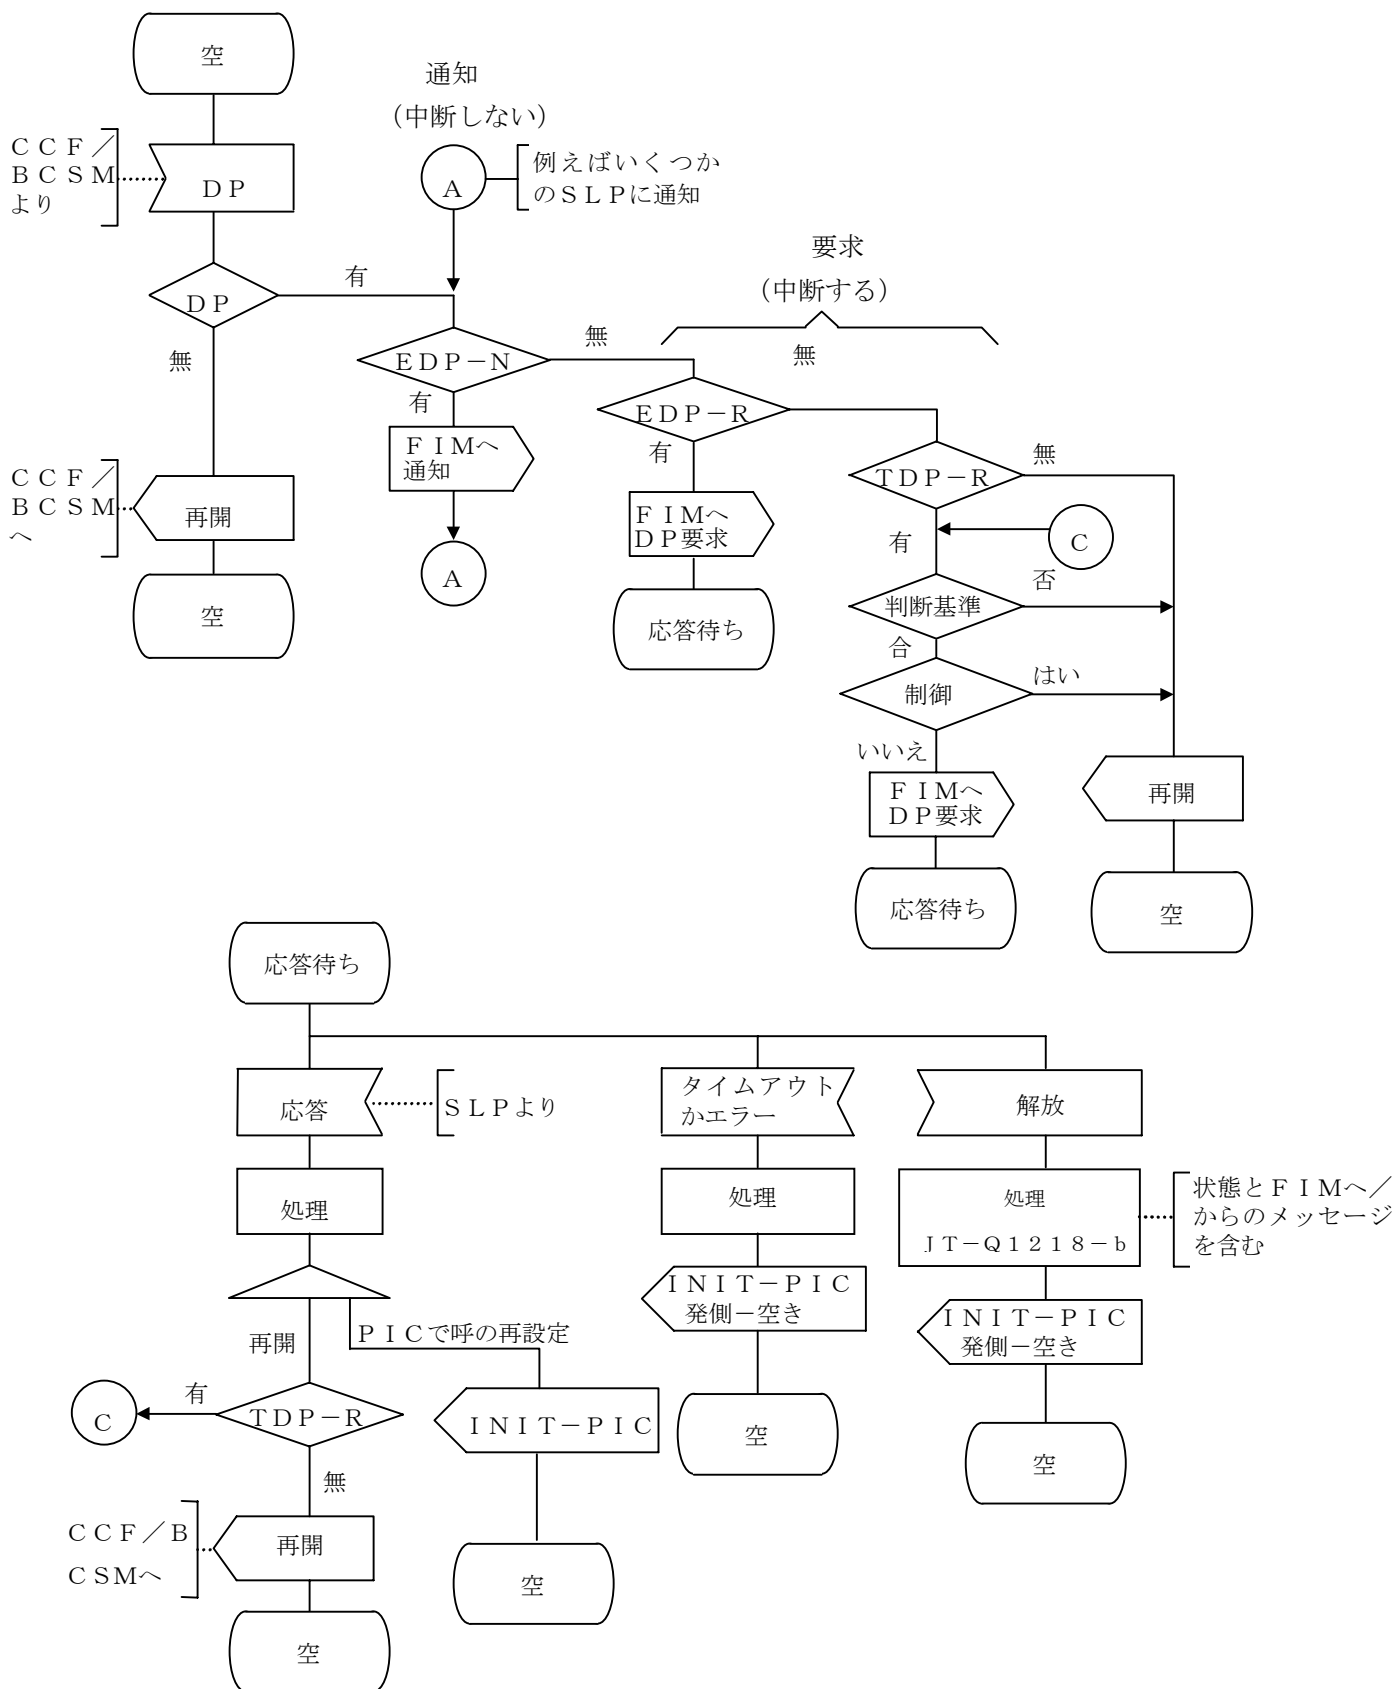 空
通知
（中断しない）
ＣＣＦ／
ＢＣＳＭ
より
ＤＰ
Ａ
例えばいくつか
のＳＬＰに通知
要求
（中断する）
ＤＰ
有
無
ＥＤＰ－Ｎ
無
無
有
ＥＤＰ－Ｒ
ＦＩＭへ
通知
有
ＴＤＰ－Ｒ
無
ＣＣＦ／
ＢＣＳＭ
へ
再開
ＦＩＭへ
ＤＰ要求
有
Ｃ
Ａ
否
空
応答待ち
判断基準
合
制御
はい
いいえ
ＦＩＭへ
ＤＰ要求
再開
応答待ち
空
応答待ち
応答
ＳＬＰより
タイムアウト
かエラー
解放
処理
処理
処理
ＪＴ－Ｑ１２１８－ｂ
状態とＦＩＭへ／
からのメッセージ
を含む
ＩＮＩＴ－ＰＩＣ
発側－空き
ＩＮＩＴ－ＰＩＣ
発側－空き
再開
ＰＩＣで呼の再設定
Ｃ
有
ＴＤＰ－Ｒ
ＩＮＩＴ－ＰＩＣ
空
空
無
ＣＣＦ／Ｂ
ＣＳＭへ
再開
空
空